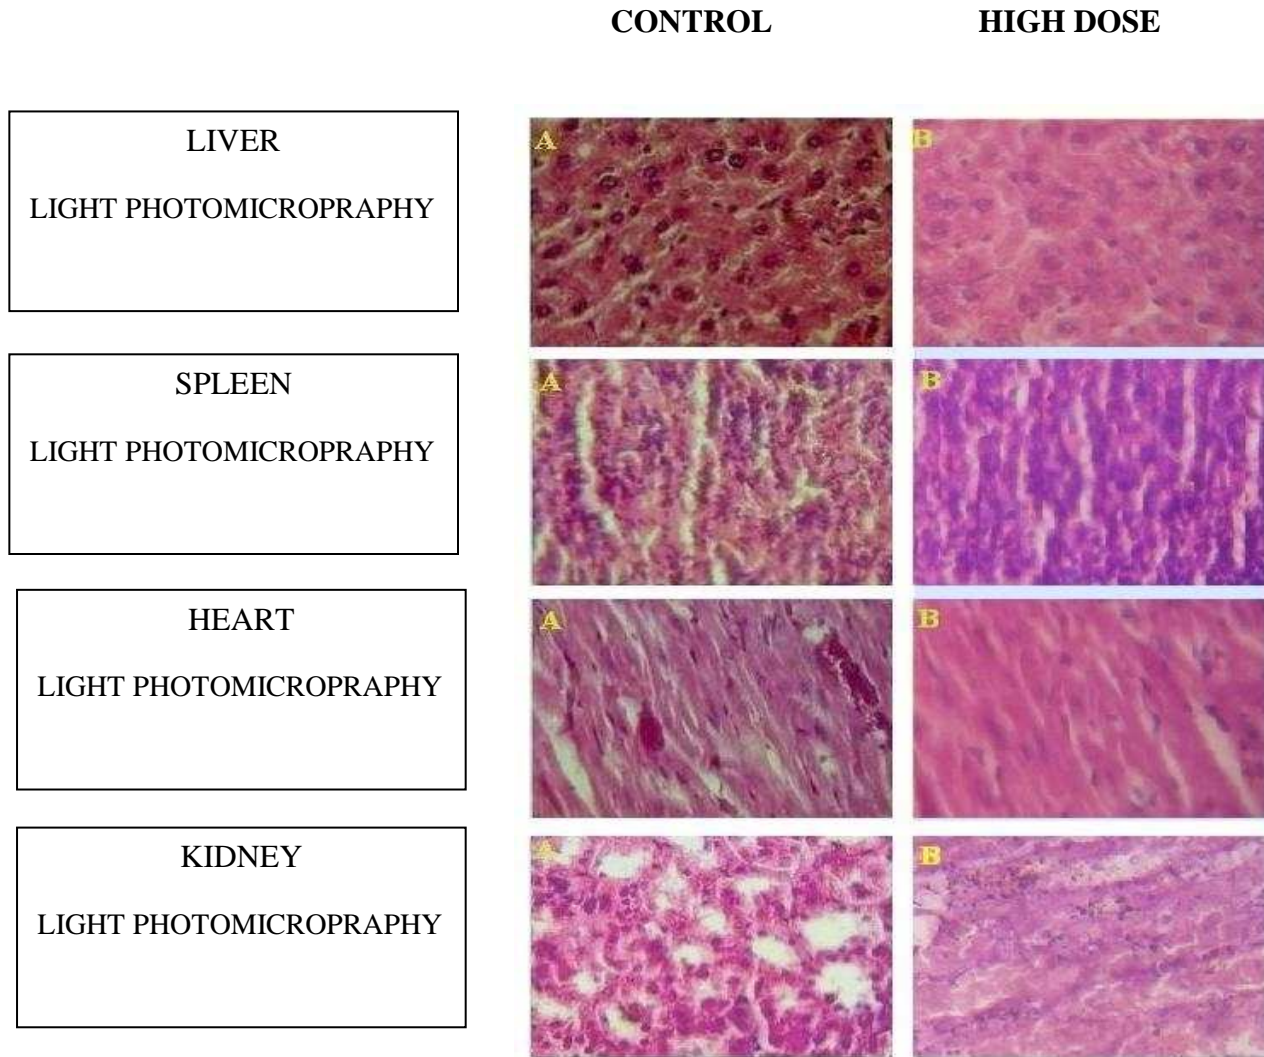 CONTROL HIGH DOSE
LIVER
LIGHT PHOTOMICROPRAPHY
A B
SPLEEN
LIGHT PHOTOMICROPRAPHY
A B
HEART
LIGHT PHOTOMICROPRAPHY
A B
KIDNEY
LIGHT PHOTOMICROPRAPHY
A B